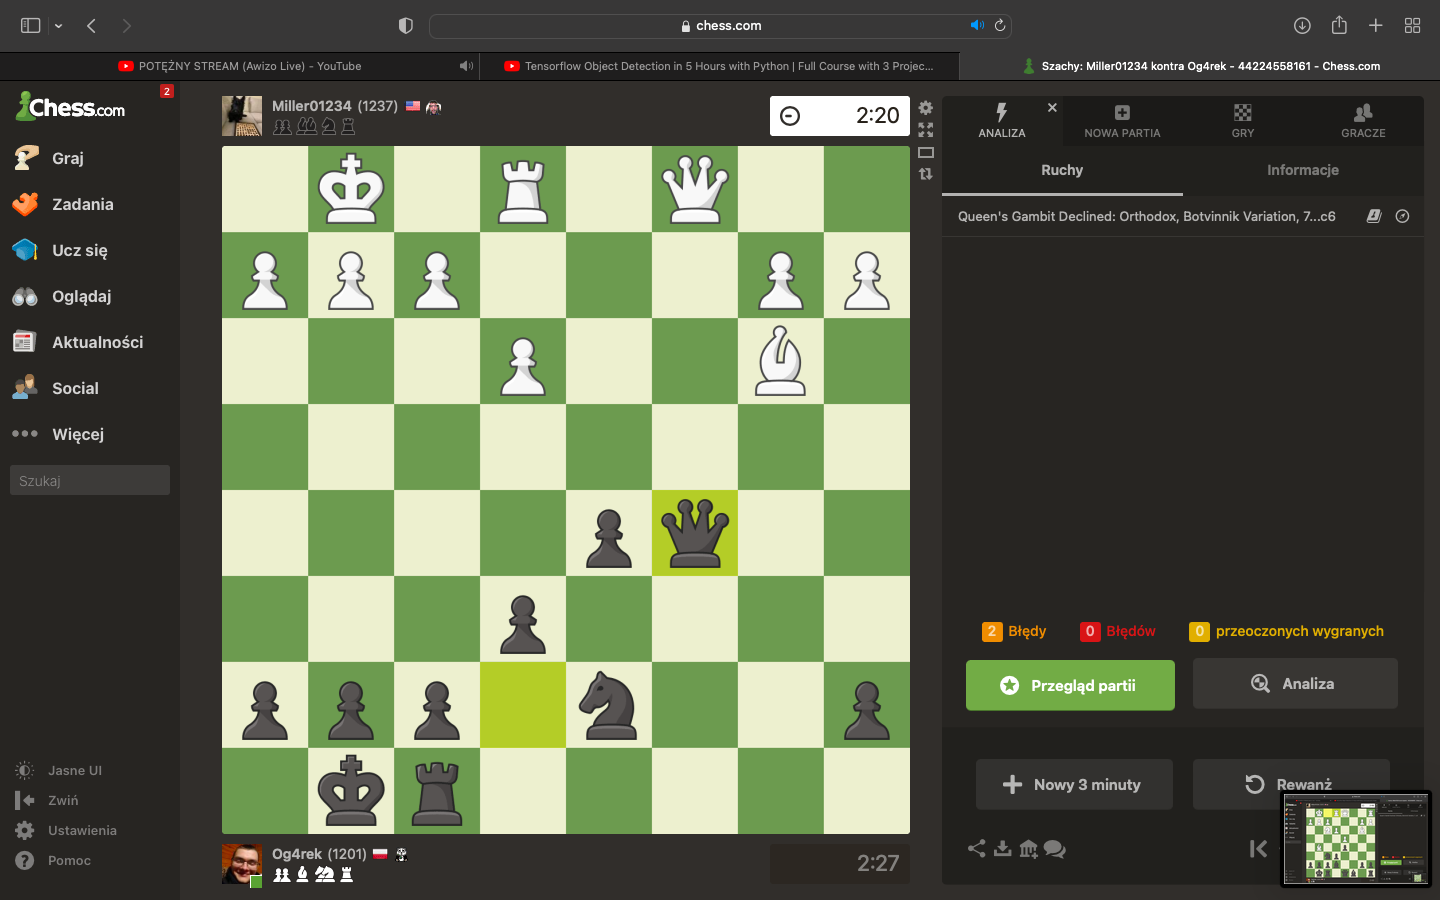 chess.com
POTĘŻNY STREAM (Awizo Live) - YouTube
Tensorflow Object Detection in 5 Hours with Python | Full Course with 3 Projec...
Szachy: Miller01234 kontra Og4rek - 44224558161 - Chess.com
Chess.com
2
Graj
Zadania
Ucz się
Oglądaj
Aktualności
Social
Więcej
Szukaj
Jasne UI
Zwiń
Ustawienia
Pomoc
Miller01234 (1237)
2:20
Og4rek (1201)
2:27
ANALIZA
NOWA PARTIA
GRY
GRACZE
Ruchy
Informacje
Queen's Gambit Declined: Orthodox, Botvinnik Variation, 7...c6
2 Błędy
0 Błędów
0 przeoczonych wygranych
Przegląd partii
Analiza
Nowy 3 minuty
Rewanż